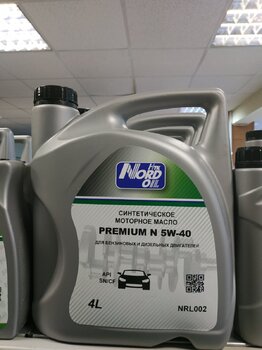 NORD
OIL
СИНТЕТИЧЕСКОЕ
МОТОРНОЕ МАСЛО
PREMIUM N 5W-40
ДЛЯ БЕНЗИНОВЫХ И ДИЗЕЛЬНЫХ ДВИГАТЕЛЕЙ
API
SN/CF
4L
NRL002